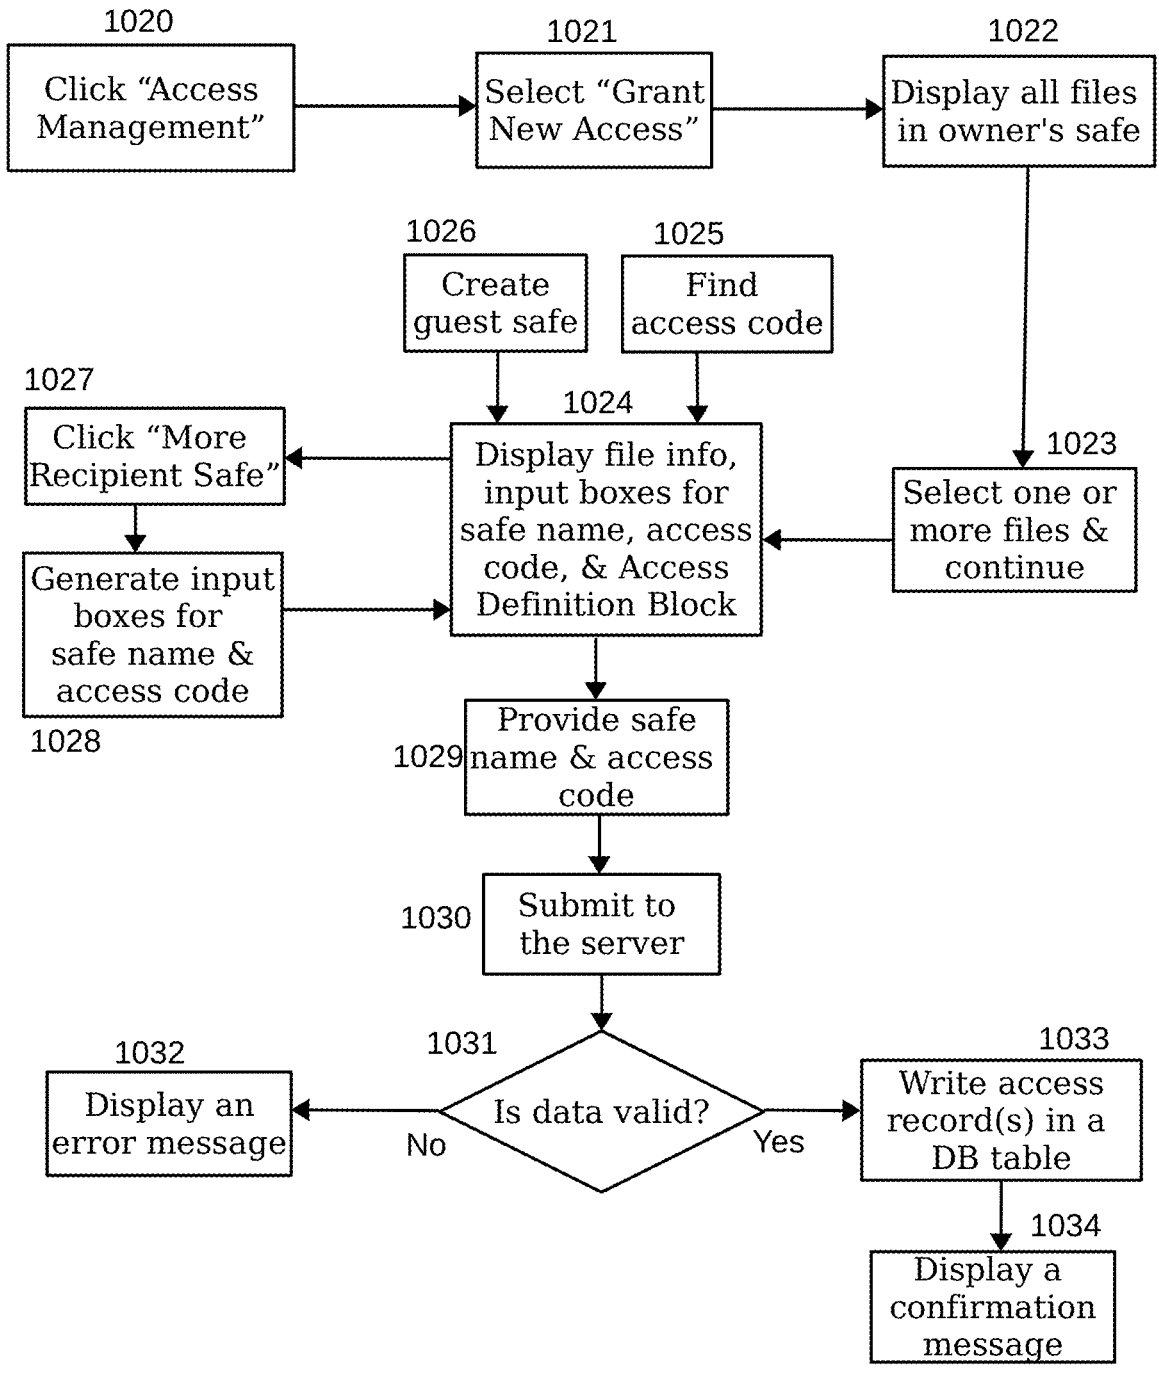 1020
Click “Access
Management”
1021
Select “Grant
New Access”
1022
Display all files
in owner's safe
1026
Create
guest safe
1025
Find
access code
1027
Click “More
Recipient Safe”
1024
Display file info,
input boxes for
safe name, access
code, & Access
Definition Block
1023
Select one or
more files &
continue
Generate input
boxes for
safe name &
access code
1028
1029
Provide safe
name & access
code
1030
Submit to
the server
1031
Is data valid?
No
Yes
1032
Display an
error message
1033
Write access
record(s) in a
DB table
1034
Display a
confirmation
message